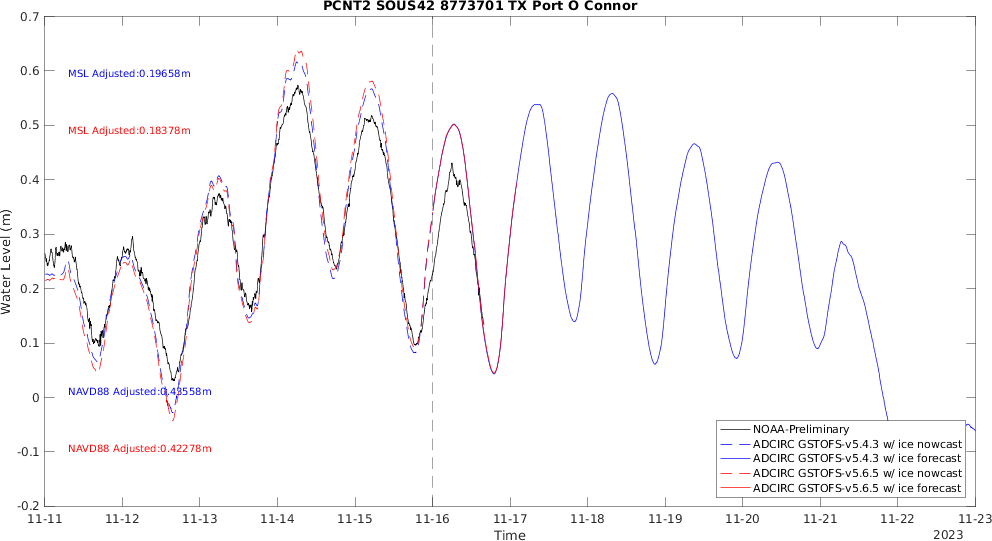 PCNT2 SOUS42 8773701 TX Port O Connor
0.7
0.6
0.5
0.4
0.3
0.2
0.1
0
-0.1
-0.2
Water Level (m)
MSL Adjusted:0.19658m
MSL Adjusted:0.18378m
NAVD88 Adjusted:0.43558m
NAVD88 Adjusted:0.42278m
NOAA-Preliminary
ADCIRC GSTOFS-v5.4.3 w/ ice nowcast
ADCIRC GSTOFS-v5.4.3 w/ ice forecast
ADCIRC GSTOFS-v5.6.5 w/ ice nowcast
ADCIRC GSTOFS-v5.6.5 w/ ice forecast
11-11 11-12 11-13 11-14 11-15 11-16 11-17 11-18 11-19 11-20 11-21 11-22 11-23
Time
2023